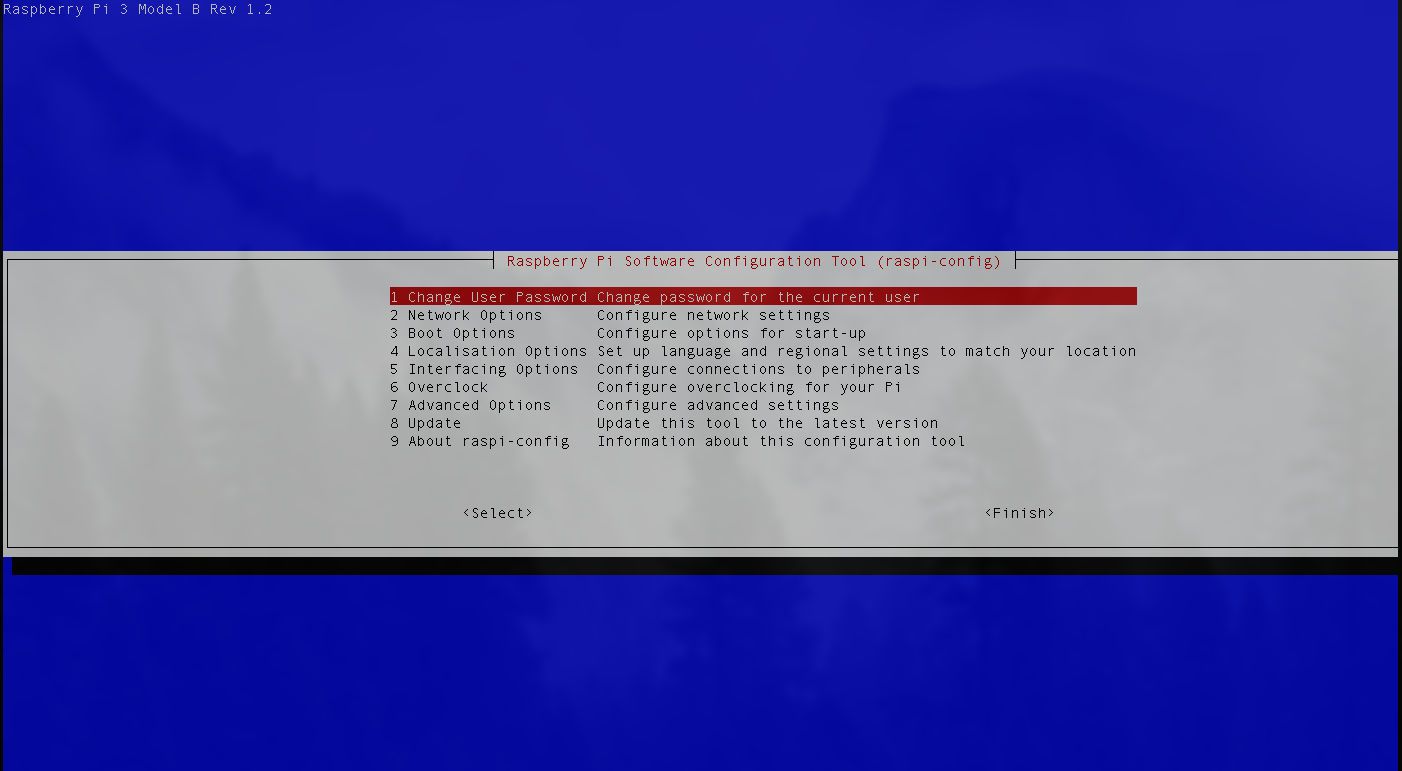 Raspberry Pi 3 Model B Rev 1.2
Raspberry Pi Software Configuration Tool (raspi-config)
1 Change User Password Change password for the current user
2 Network Options Configure network settings
3 Boot Options Configure options for start-up
4 Localisation Options Set up language and regional settings to match your location
5 Interfacing Options Configure connections to peripherals
6 Overclock Configure overclocking for your Pi
7 Advanced Options Configure advanced settings
8 Update Update this tool to the latest version
9 About raspi-config Information about this configuration tool
<Select> <Finish>